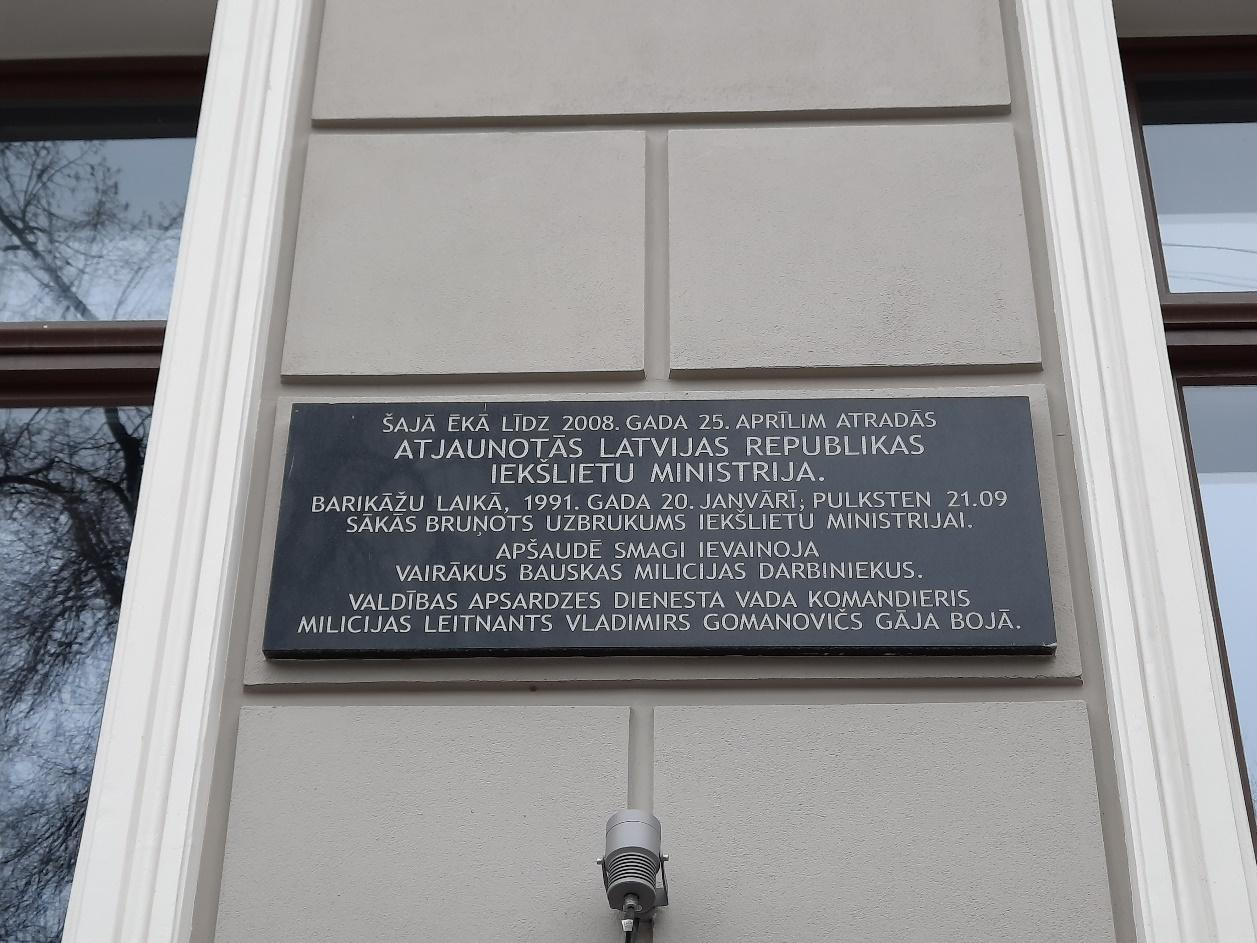 ŠAJĀ ĒKĀ LĪDZ 2008. GADA 25. APRĪLIM ATRADĀS
ATJAUNOTĀS LATVIJAS REPUBLIKAS
IEKŠLIETU MINISTRIJA.
BARIKĀŽU LAIKĀ, 1991. GADA 20. JANVĀRĪ, PULKSTEN 21.09
SĀKĀS BRUŅOTS UZBRUKUMS IEKŠLIETU MINISTRIJAI.
APŠAUDĒ SMAGI IEVAINOJA
VAIRĀKUS BAUSKAS MILICIJAS DARBINIEKUS.
VALDĪBAS APSARDZES DIENESTA VADA KOMANDIERIS
MILICIJAS LEITNANTS VLADIMIRS GOMANOVIČS GĀJA BOJĀ.